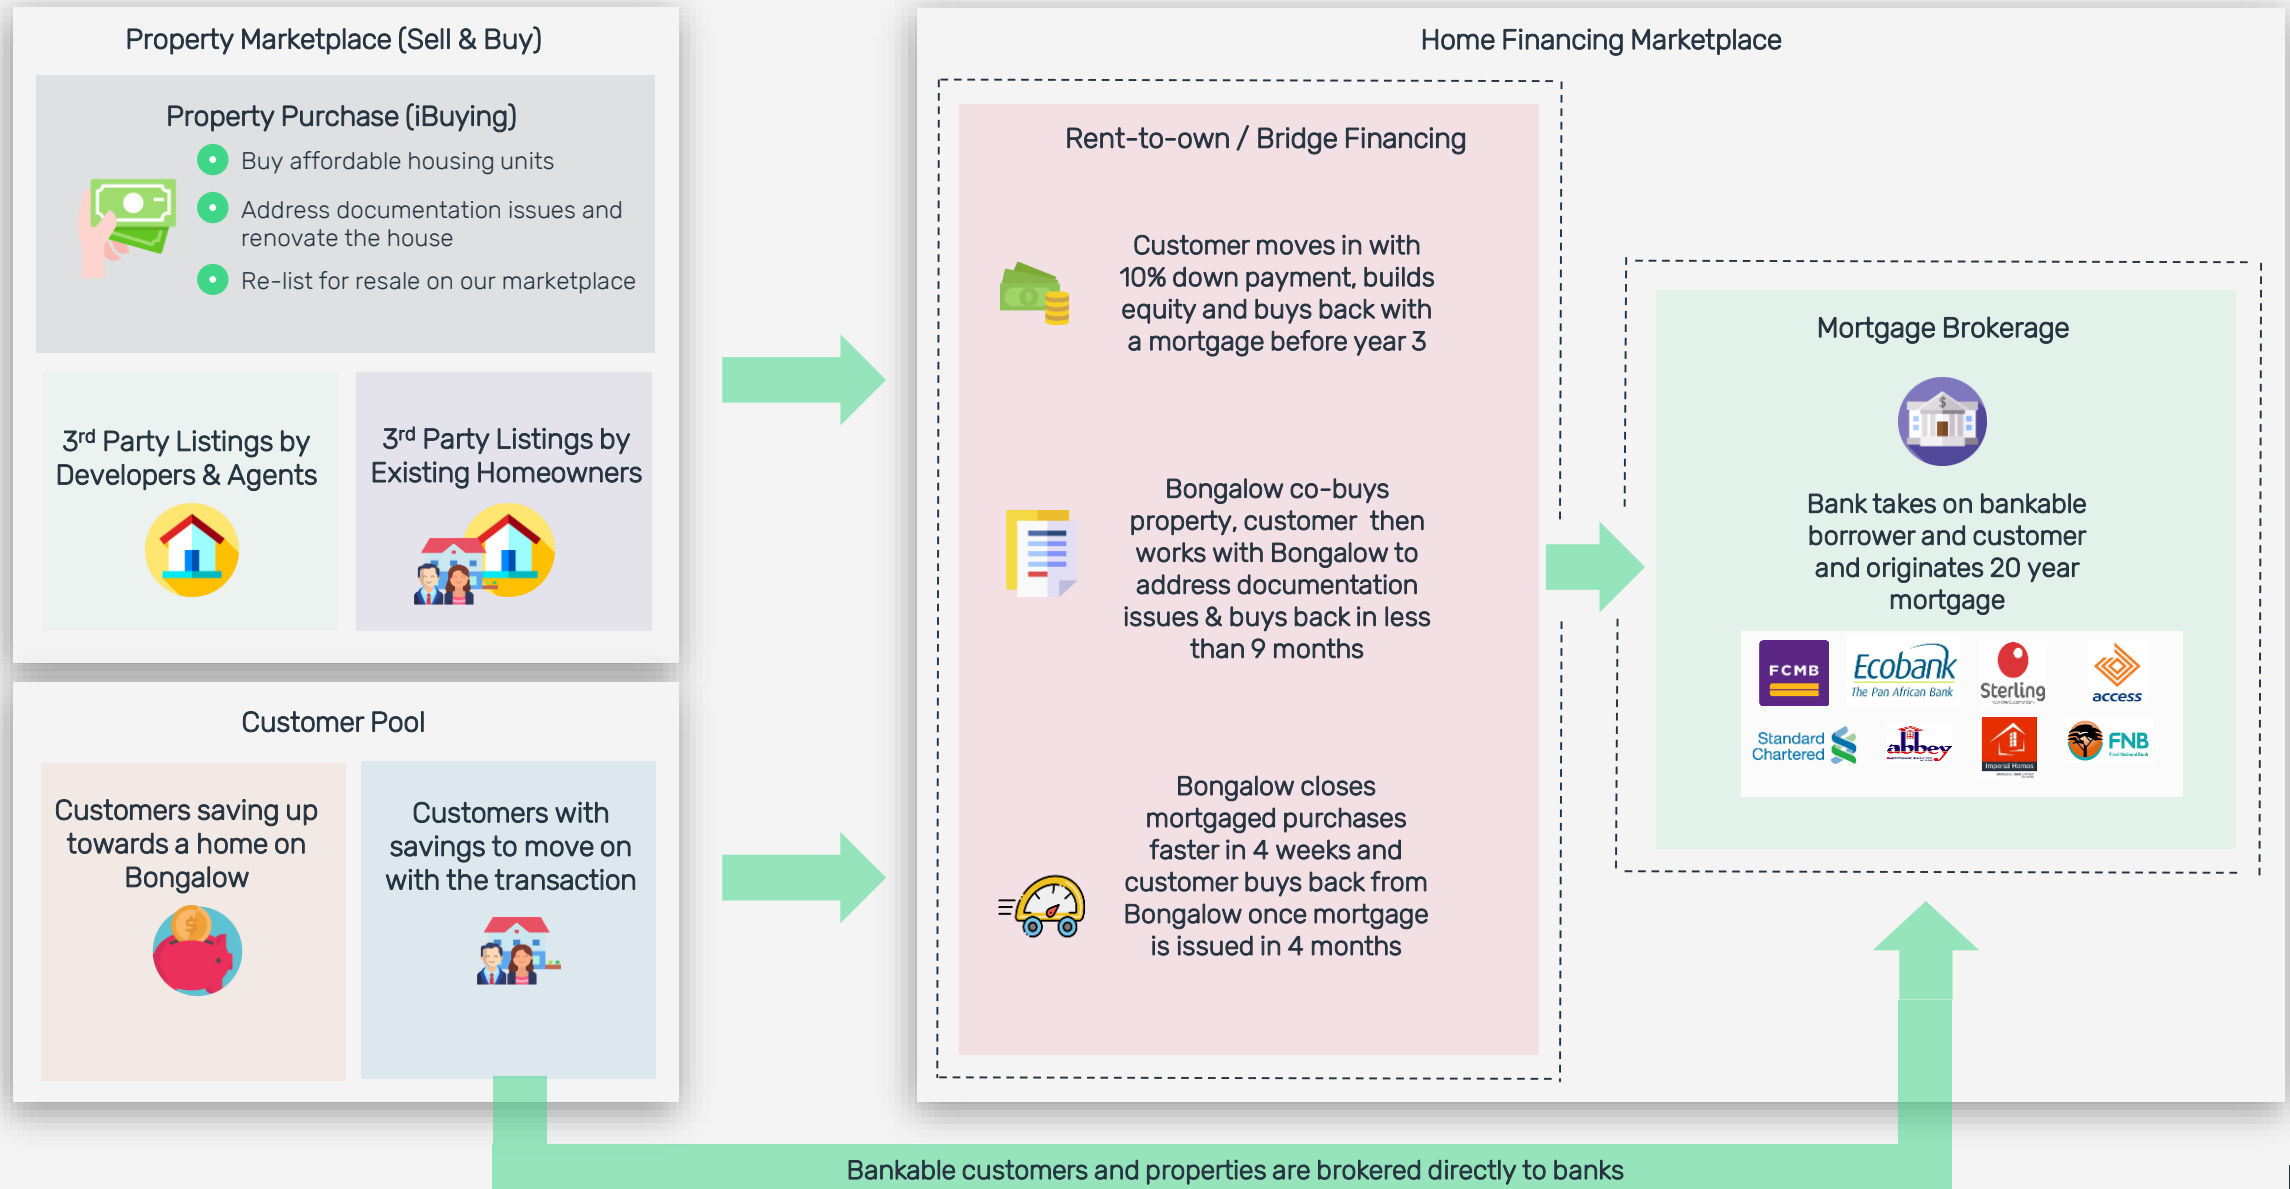 Property Marketplace (Sell & Buy)
Property Purchase (iBuying)
Buy affordable housing units
Address documentation issues and
renovate the house
Re-list for resale on our marketplace
3rd Party Listings by
Developers & Agents
3rd Party Listings by
Existing Homeowners
Customer Pool
Customers saving up
towards a home on
Bongalow
Customers with
savings to move on
with the transaction
Home Financing Marketplace
Rent-to-own / Bridge Financing
Customer moves in with
10% down payment, builds
equity and buys back with
a mortgage before year 3
Bongalow co-buys
property, customer then
works with Bongalow to
address documentation
issues & buys back in less
than 9 months
Bongalow closes
mortgaged purchases
faster in 4 weeks and
customer buys back from
Bongalow once mortgage
is issued in 4 months
Mortgage Brokerage
Bank takes on bankable
borrower and customer
and originates 20 year
mortgage
FCMB
Ecobank
The Pan African Bank
Sterling
access
Standard
Chartered
abbey
Imperial Homes
FNB
First National Bank
Bankable customers and properties are brokered directly to banks